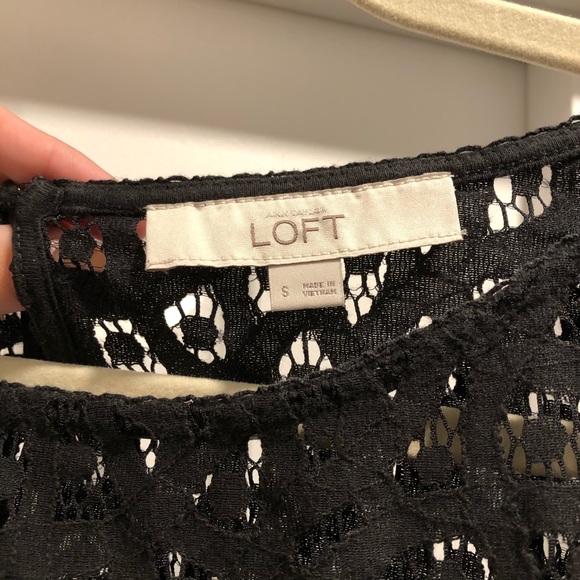 ANN TAYLOR
LOFT
S
MADE IN
VIETNAM